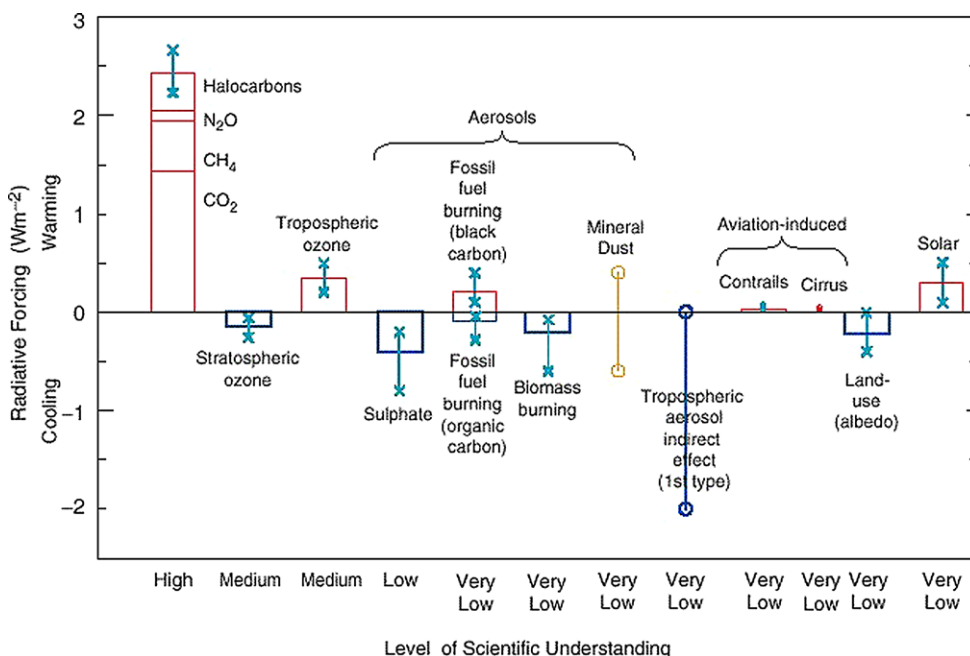 3
2
1
0
−1
−2
Radiative Forcing (Wm⁻²)
Warming
Cooling
Halocarbons
N₂O
CH₄
CO₂
Stratospheric
ozone
Tropospheric
ozone
Aerosols
Sulphate
Fossil
fuel
burning
(black
carbon)
Fossil
fuel
burning
(organic
carbon)
Biomass
burning
Mineral
Dust
Tropospheric
aerosol
indirect
effect
(1st type)
Aviation-induced
Contrails
Cirrus
Land-
use
(albedo)
Solar
High
Medium
Medium
Low
Very
Low
Very
Low
Very
Low
Very
Low
Very
Low
Very
Low
Very
Low
Very
Low
Level of Scientific Understanding